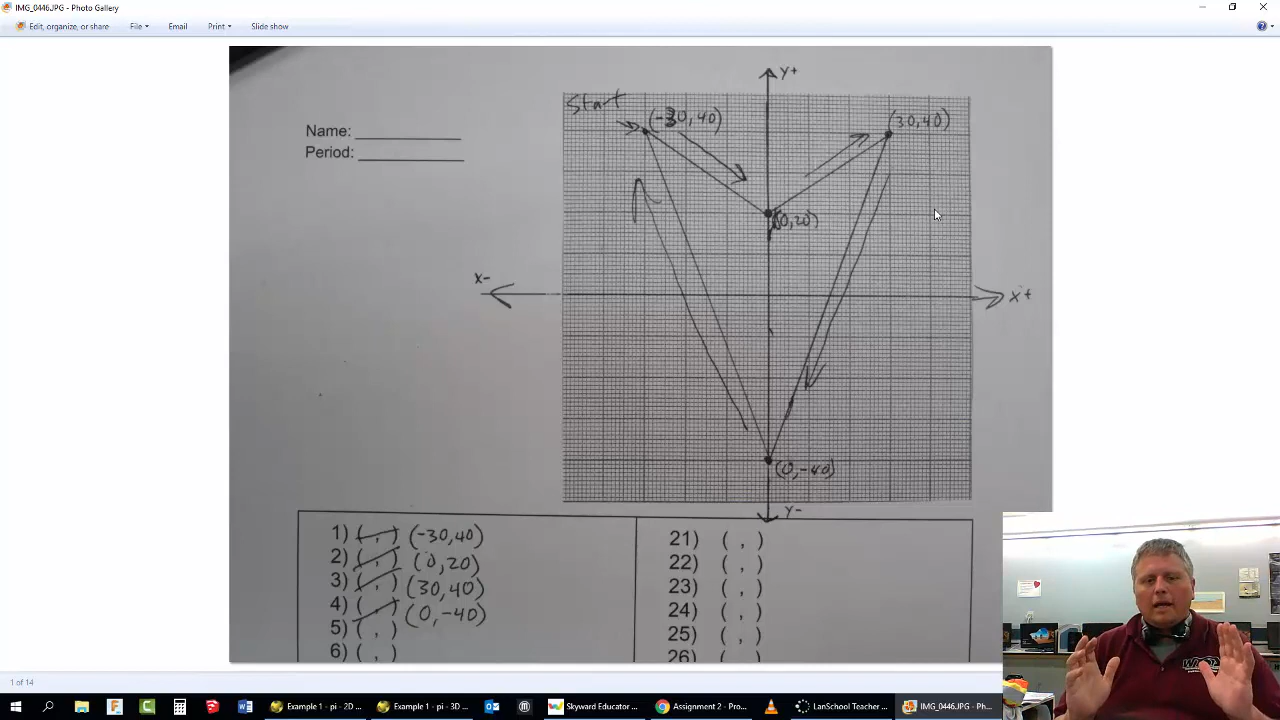 IMG_0446.JPG - Photo Gallery
Edit, organize, or share File Email Print Slide show
y+
Start
(-30,40)
(30,40)
Name:
Period:
(0,20)
x-
x+
(0,-40)
y-
1) ( , ) (-30,40)
2) ( , ) (0,20)
3) ( , ) (30,40)
4) ( , ) (0,-40)
5) ( , )
6) ( , )
21) ( , )
22) ( , )
23) ( , )
24) ( , )
25) ( , )
26) ( , )
1 of 14
Example 1 - pi - 2D ... Example 1 - pi - 3D ... Skyward Educator ... Assignment 2 - Pro... LanSchool Teacher ... IMG_0446.JPG - Ph...